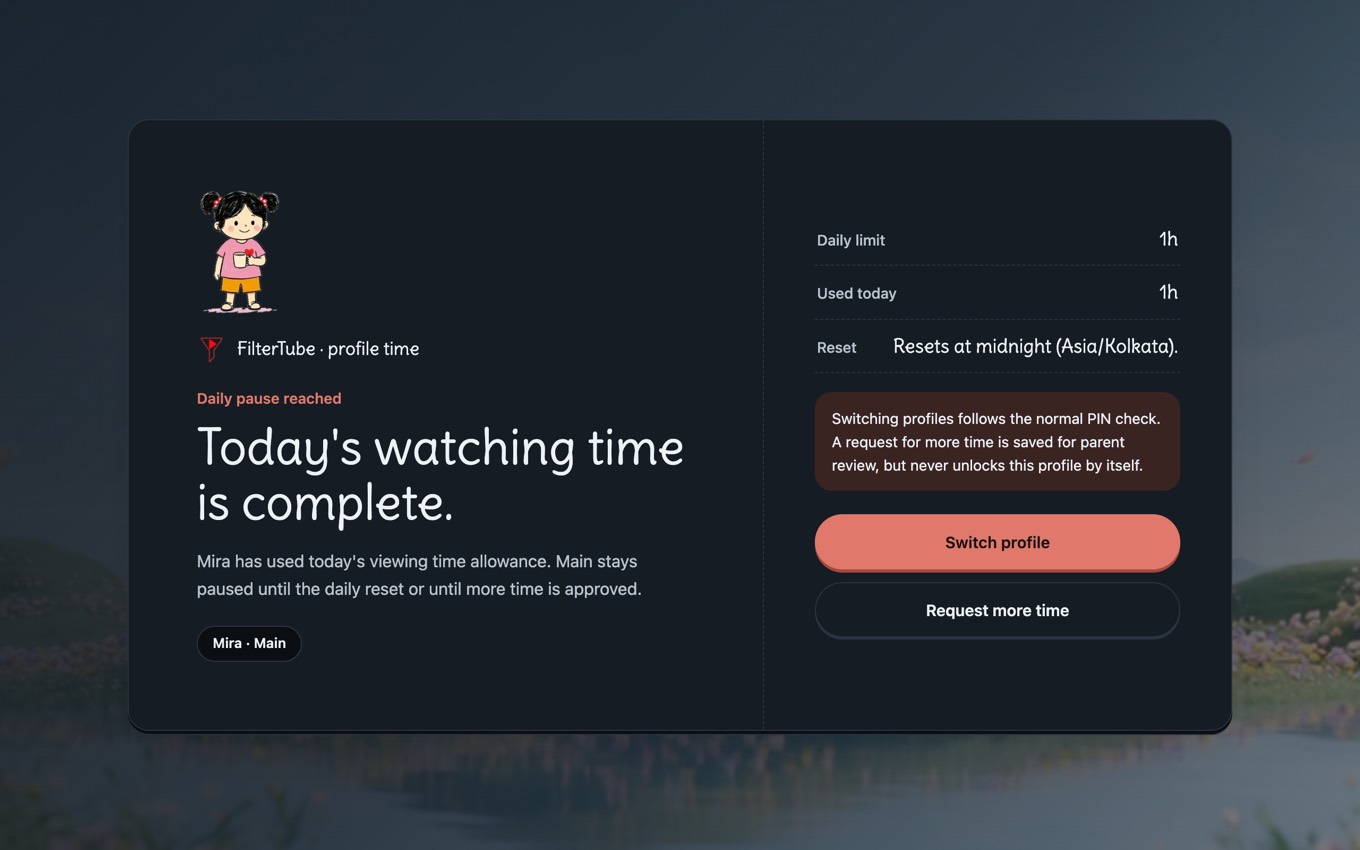 FilterTube · profile time
Daily pause reached
Today's watching time
is complete.
Mira has used today's viewing time allowance. Main stays
paused until the daily reset or until more time is approved.
Mira · Main
Daily limit 1h
Used today 1h
Reset Resets at midnight (Asia/Kolkata).
Switching profiles follows the normal PIN check.
A request for more time is saved for parent
review, but never unlocks this profile by itself.
Switch profile
Request more time